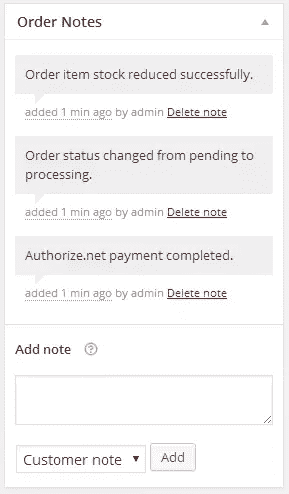 Order Notes
Order item stock reduced successfully.
added 1 min ago by admin Delete note
Order status changed from pending to
processing.
added 1 min ago by admin Delete note
Authorize.net payment completed.
added 1 min ago by admin Delete note
Add note ?
Customer note Add